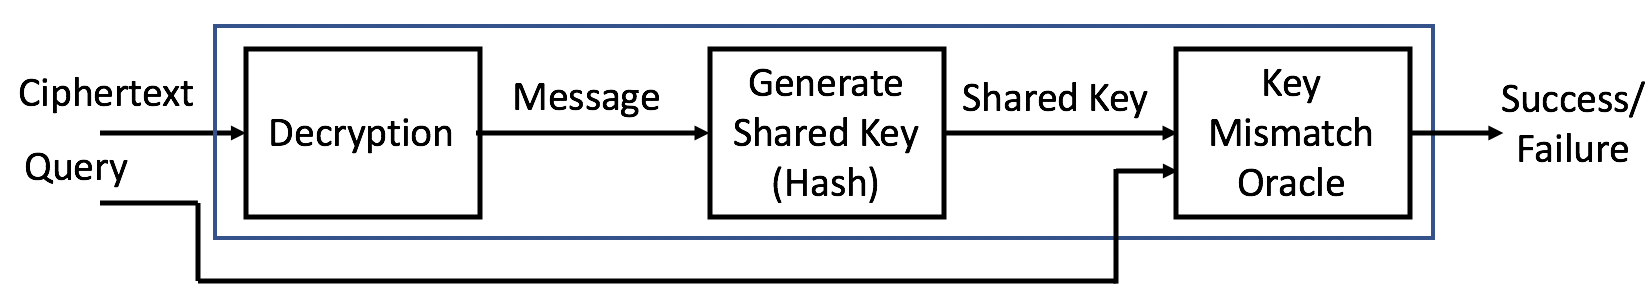 Ciphertext
Query
Decryption
Message
Generate
Shared Key
(Hash)
Shared Key
Key
Mismatch
Oracle
Success/
Failure